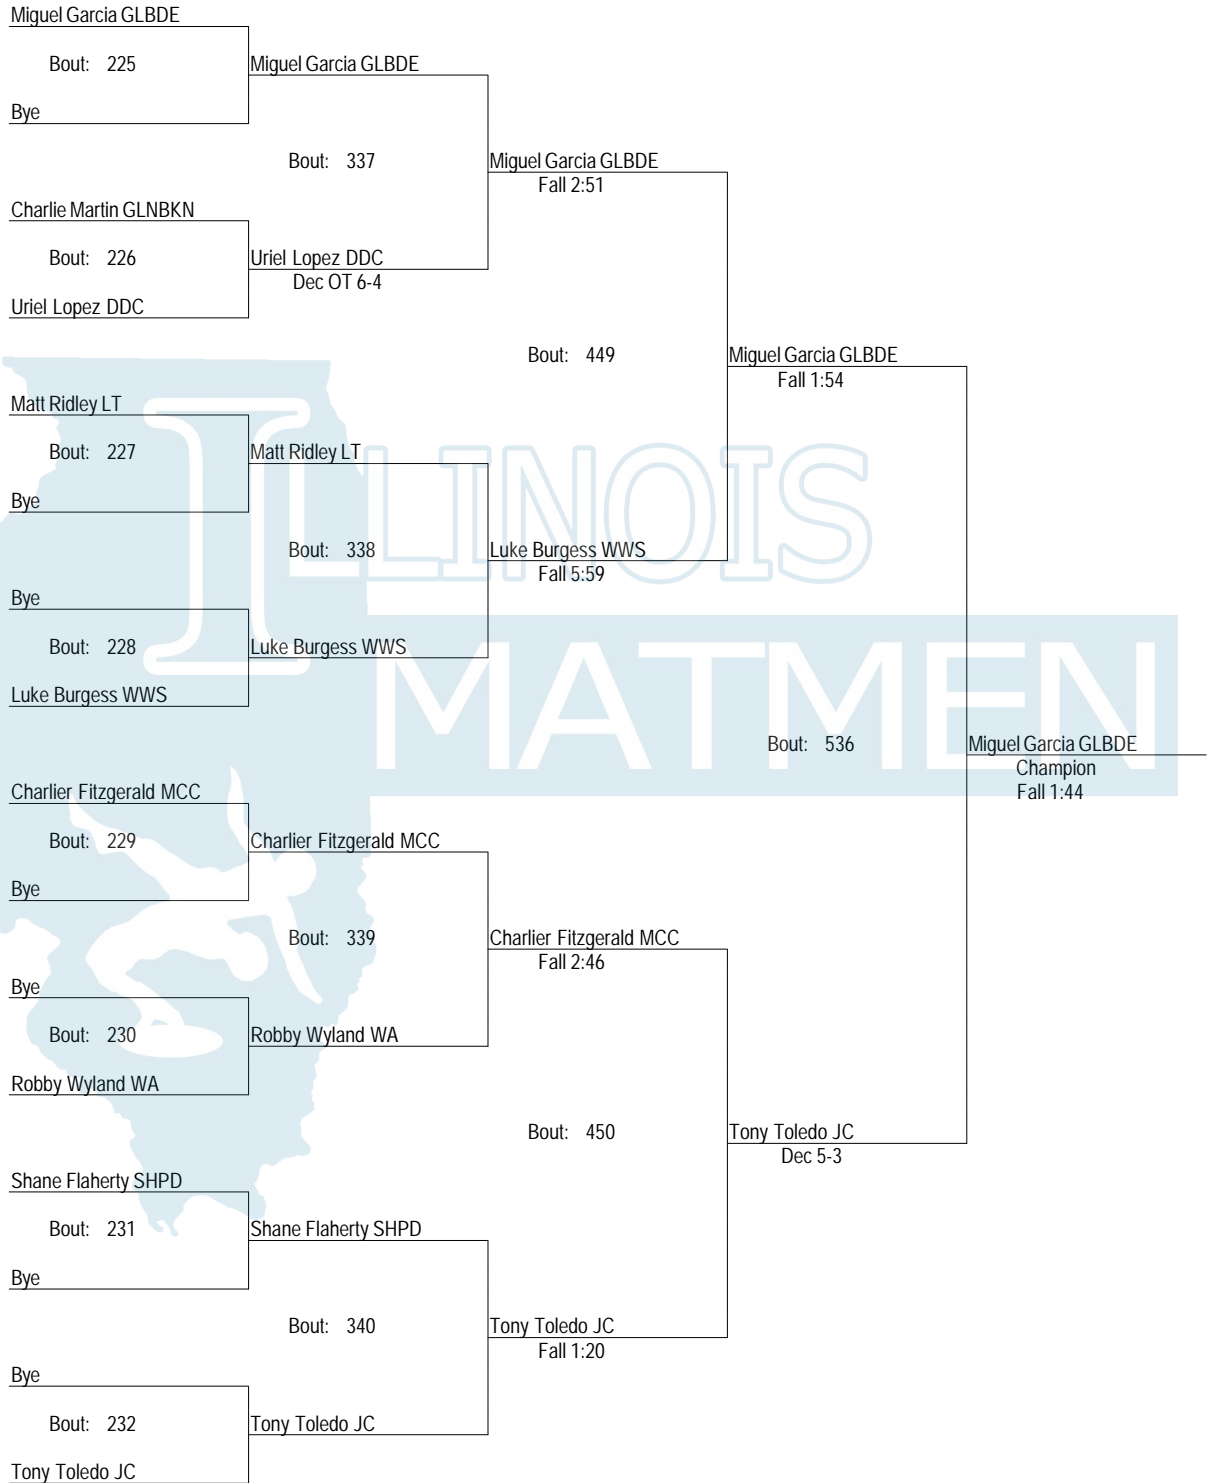 Miguel Garcia GLBDE
Bout: 225
Miguel Garcia GLBDE
Bye
Bout: 337
Miguel Garcia GLBDE
Fall 2:51
Charlie Martin GLNBKN
Bout: 226
Uriel Lopez DDC
Dec OT 6-4
Uriel Lopez DDC
Bout: 449
Miguel Garcia GLBDE
Fall 1:54
Matt Ridley LT
Bout: 227
Matt Ridley LT
Bye
Bout: 338
Luke Burgess WWS
Fall 5:59
Bye
Bout: 228
Luke Burgess WWS
Luke Burgess WWS
ILLINOIS
MATMEN
Bout: 536
Miguel Garcia GLBDE
Champion
Fall 1:44
Charlier Fitzgerald MCC
Bout: 229
Charlier Fitzgerald MCC
Bye
Bout: 339
Charlier Fitzgerald MCC
Fall 2:46
Bye
Bout: 230
Robby Wyland WA
Robby Wyland WA
Bout: 450
Tony Toledo JC
Dec 5-3
Shane Flaherty SHPD
Bout: 231
Shane Flaherty SHPD
Bye
Bout: 340
Tony Toledo JC
Fall 1:20
Bye
Bout: 232
Tony Toledo JC
Tony Toledo JC